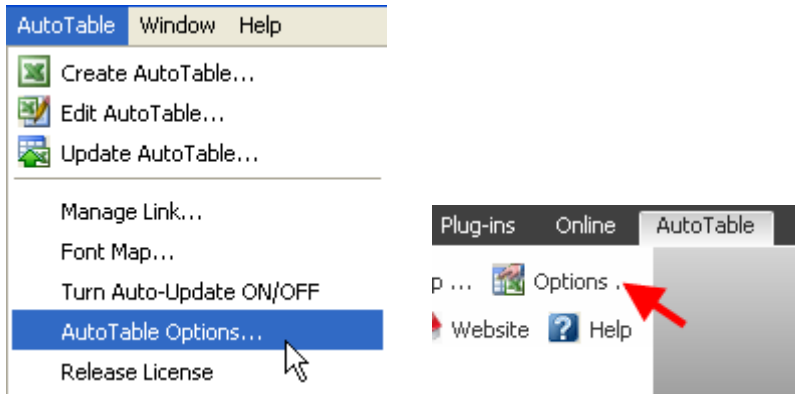 AutoTable Window Help
Create AutoTable...
Edit AutoTable...
Update AutoTable...
Manage Link...
Font Map...
Turn Auto-Update ON/OFF
AutoTable Options...
Release License
Plug-ins Online AutoTable
p ... Options .
Website ? Help